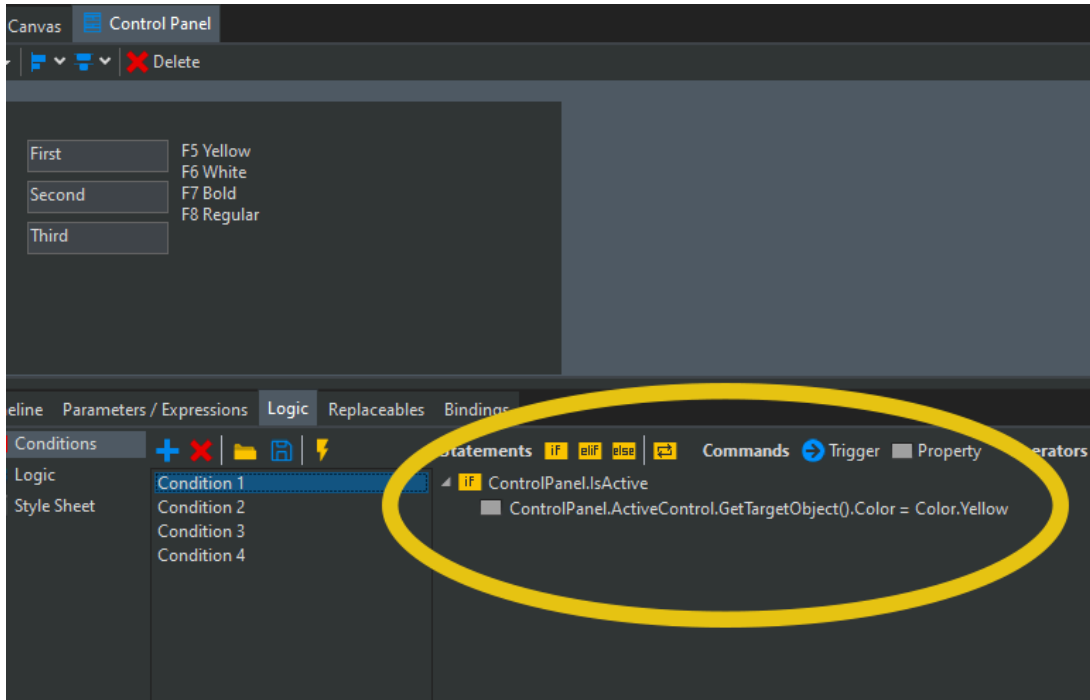 Canvas Control Panel
Delete
First
Second
Third
F5 Yellow
F6 White
F7 Bold
F8 Regular
Parameters / Expressions Logic Replaceables Bindings
Conditions
Logic
Style Sheet
Condition 1
Condition 2
Condition 3
Condition 4
if elif else Commands Trigger Property
if ControlPanel.IsActive
ControlPanel.ActiveControl.GetTargetObject().Color = Color.Yellow